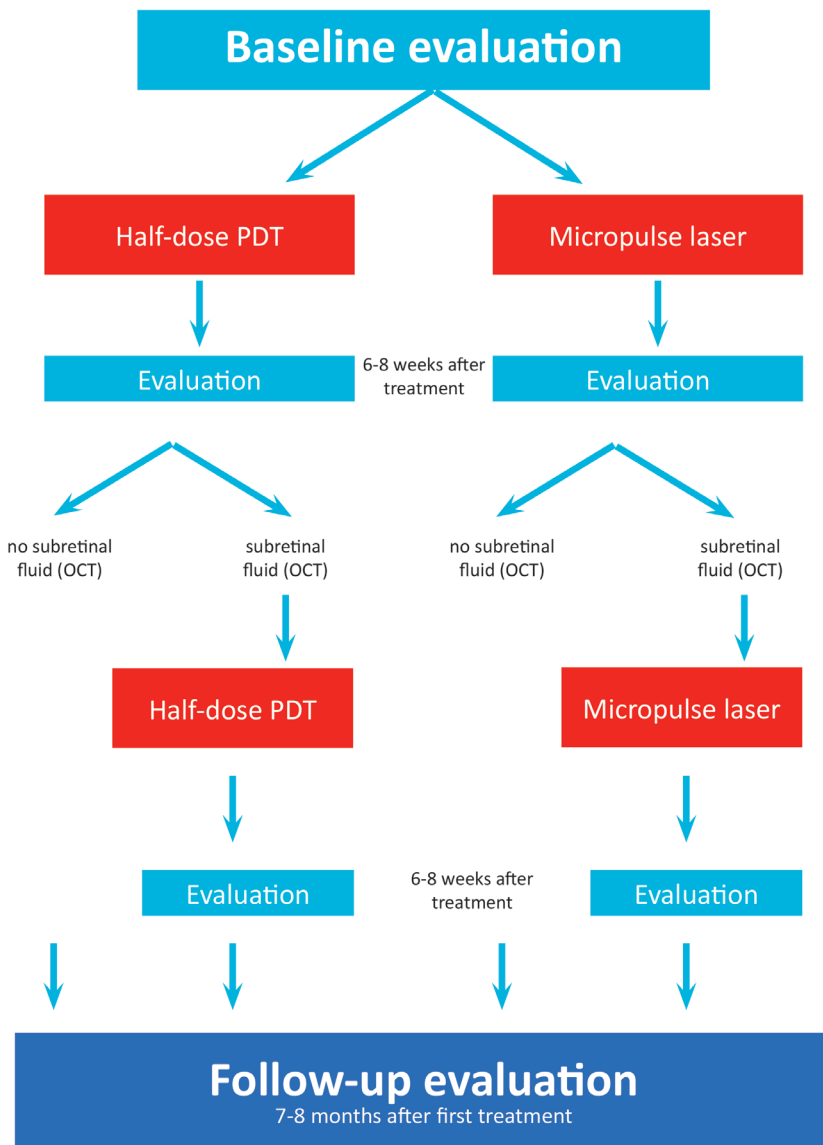 Baseline evaluation
Half-dose PDT
Micropulse laser
Evaluation
6-8 weeks after
treatment
Evaluation
no subretinal
fluid (OCT)
subretinal
fluid (OCT)
no subretinal
fluid (OCT)
subretinal
fluid (OCT)
Half-dose PDT
Micropulse laser
Evaluation
6-8 weeks after
treatment
Evaluation
Follow-up evaluation
7-8 months after first treatment